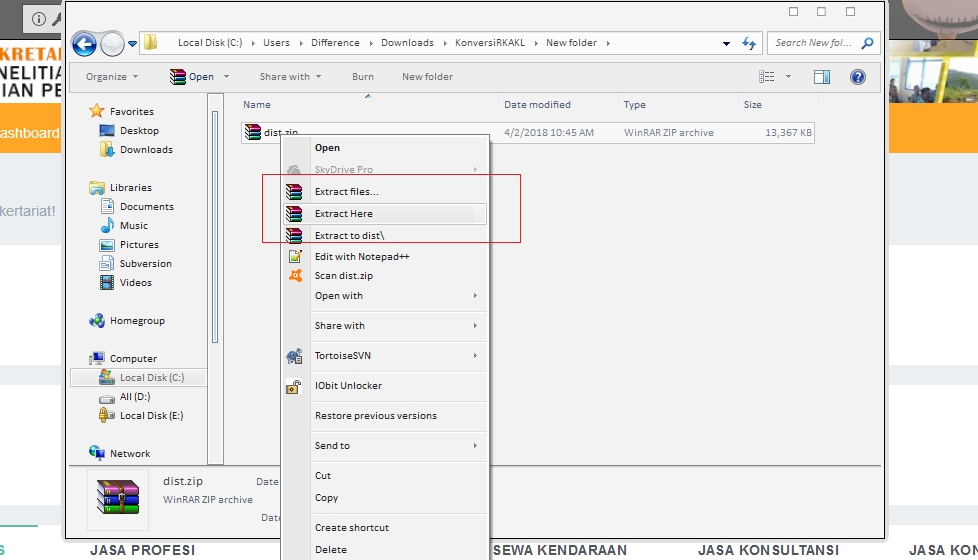 KRETAR
NELITIA
IAN PE
ashboard
kertariat!
Local Disk (C:) Users Difference Downloads KonversiRKAKL New folder
Search New fol...
Organize Open Share with Burn New folder
Name Date modified Type Size
dist.zip 4/2/2018 10:45 AM WinRAR ZIP archive 13,367 KB
Favorites
Desktop
Downloads
Libraries
Documents
Music
Pictures
Subversion
Videos
Homegroup
Computer
Local Disk (C:)
All (D:)
Local Disk (E:)
Network
Open
SkyDrive Pro
Extract files...
Extract Here
Extract to dist\
Edit with Notepad++
Scan dist.zip
Open with
Share with
TortoiseSVN
IObit Unlocker
Restore previous versions
Send to
Cut
Copy
Create shortcut
Delete
dist.zip Date
WinRAR ZIP archive
Date
S JASA PROFESI SEWA KENDARAAN JASA KONSULTANSI JASA KON